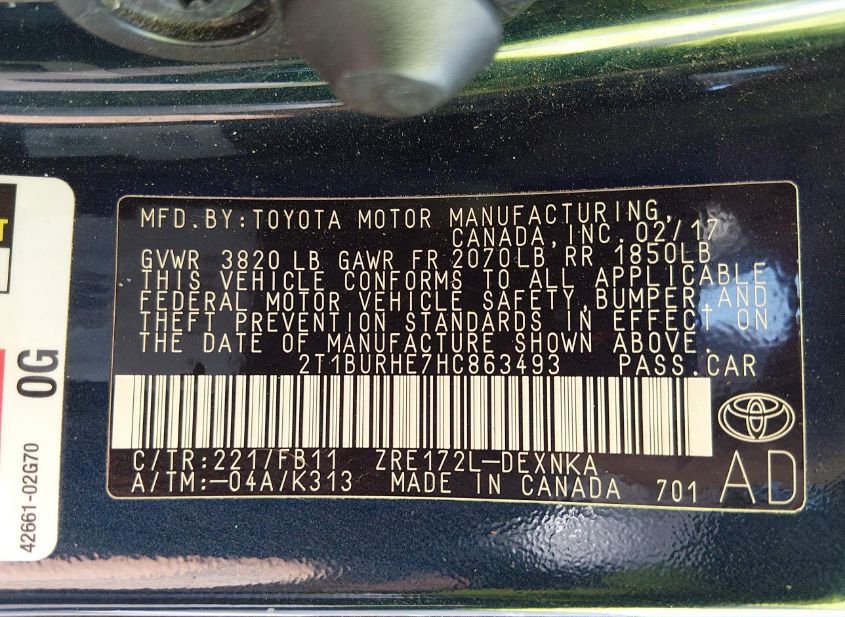 MFD.BY:TOYOTA MOTOR MANUFACTURING,
CANADA,INC. 02/17
GVWR 3820 LB GAWR FR 2070LB RR 1850LB
THIS VEHICLE CONFORMS TO ALL APPLICABLE
FEDERAL MOTOR VEHICLE SAFETY,BUMPER,AND
THEFT PREVENTION STANDARDS IN EFFECT ON
THE DATE OF MANUFACTURE SHOWN ABOVE.
2T1BURHE7HC863493 PASS.CAR
C/TR:221/FB11 ZRE172L-DEXNKA
A/TM:-04A/K313 MADE IN CANADA 701
AD
0G
42661-02G70